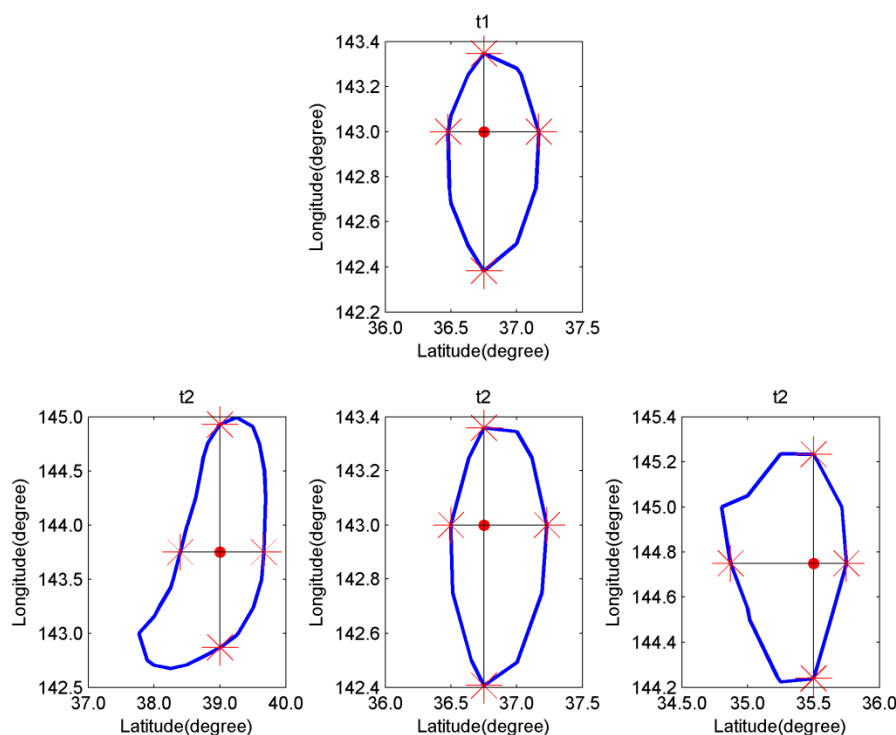 t1
143.4
143.2
143.0
142.8
142.6
142.4
142.2
Longitude(degree)
36.0 36.5 37.0 37.5
Latitude(degree)
t2
145.0
144.5
144.0
143.5
143.0
142.5
Longitude(degree)
37.0 38.0 39.0 40.0
Latitude(degree)
t2
143.4
143.2
143.0
142.8
142.6
142.4
Longitude(degree)
36.0 36.5 37.0 37.5
Latitude(degree)
t2
145.4
145.2
145.0
144.8
144.6
144.4
144.2
Longitude(degree)
34.5 35.0 35.5 36.0
Latitude(degree)